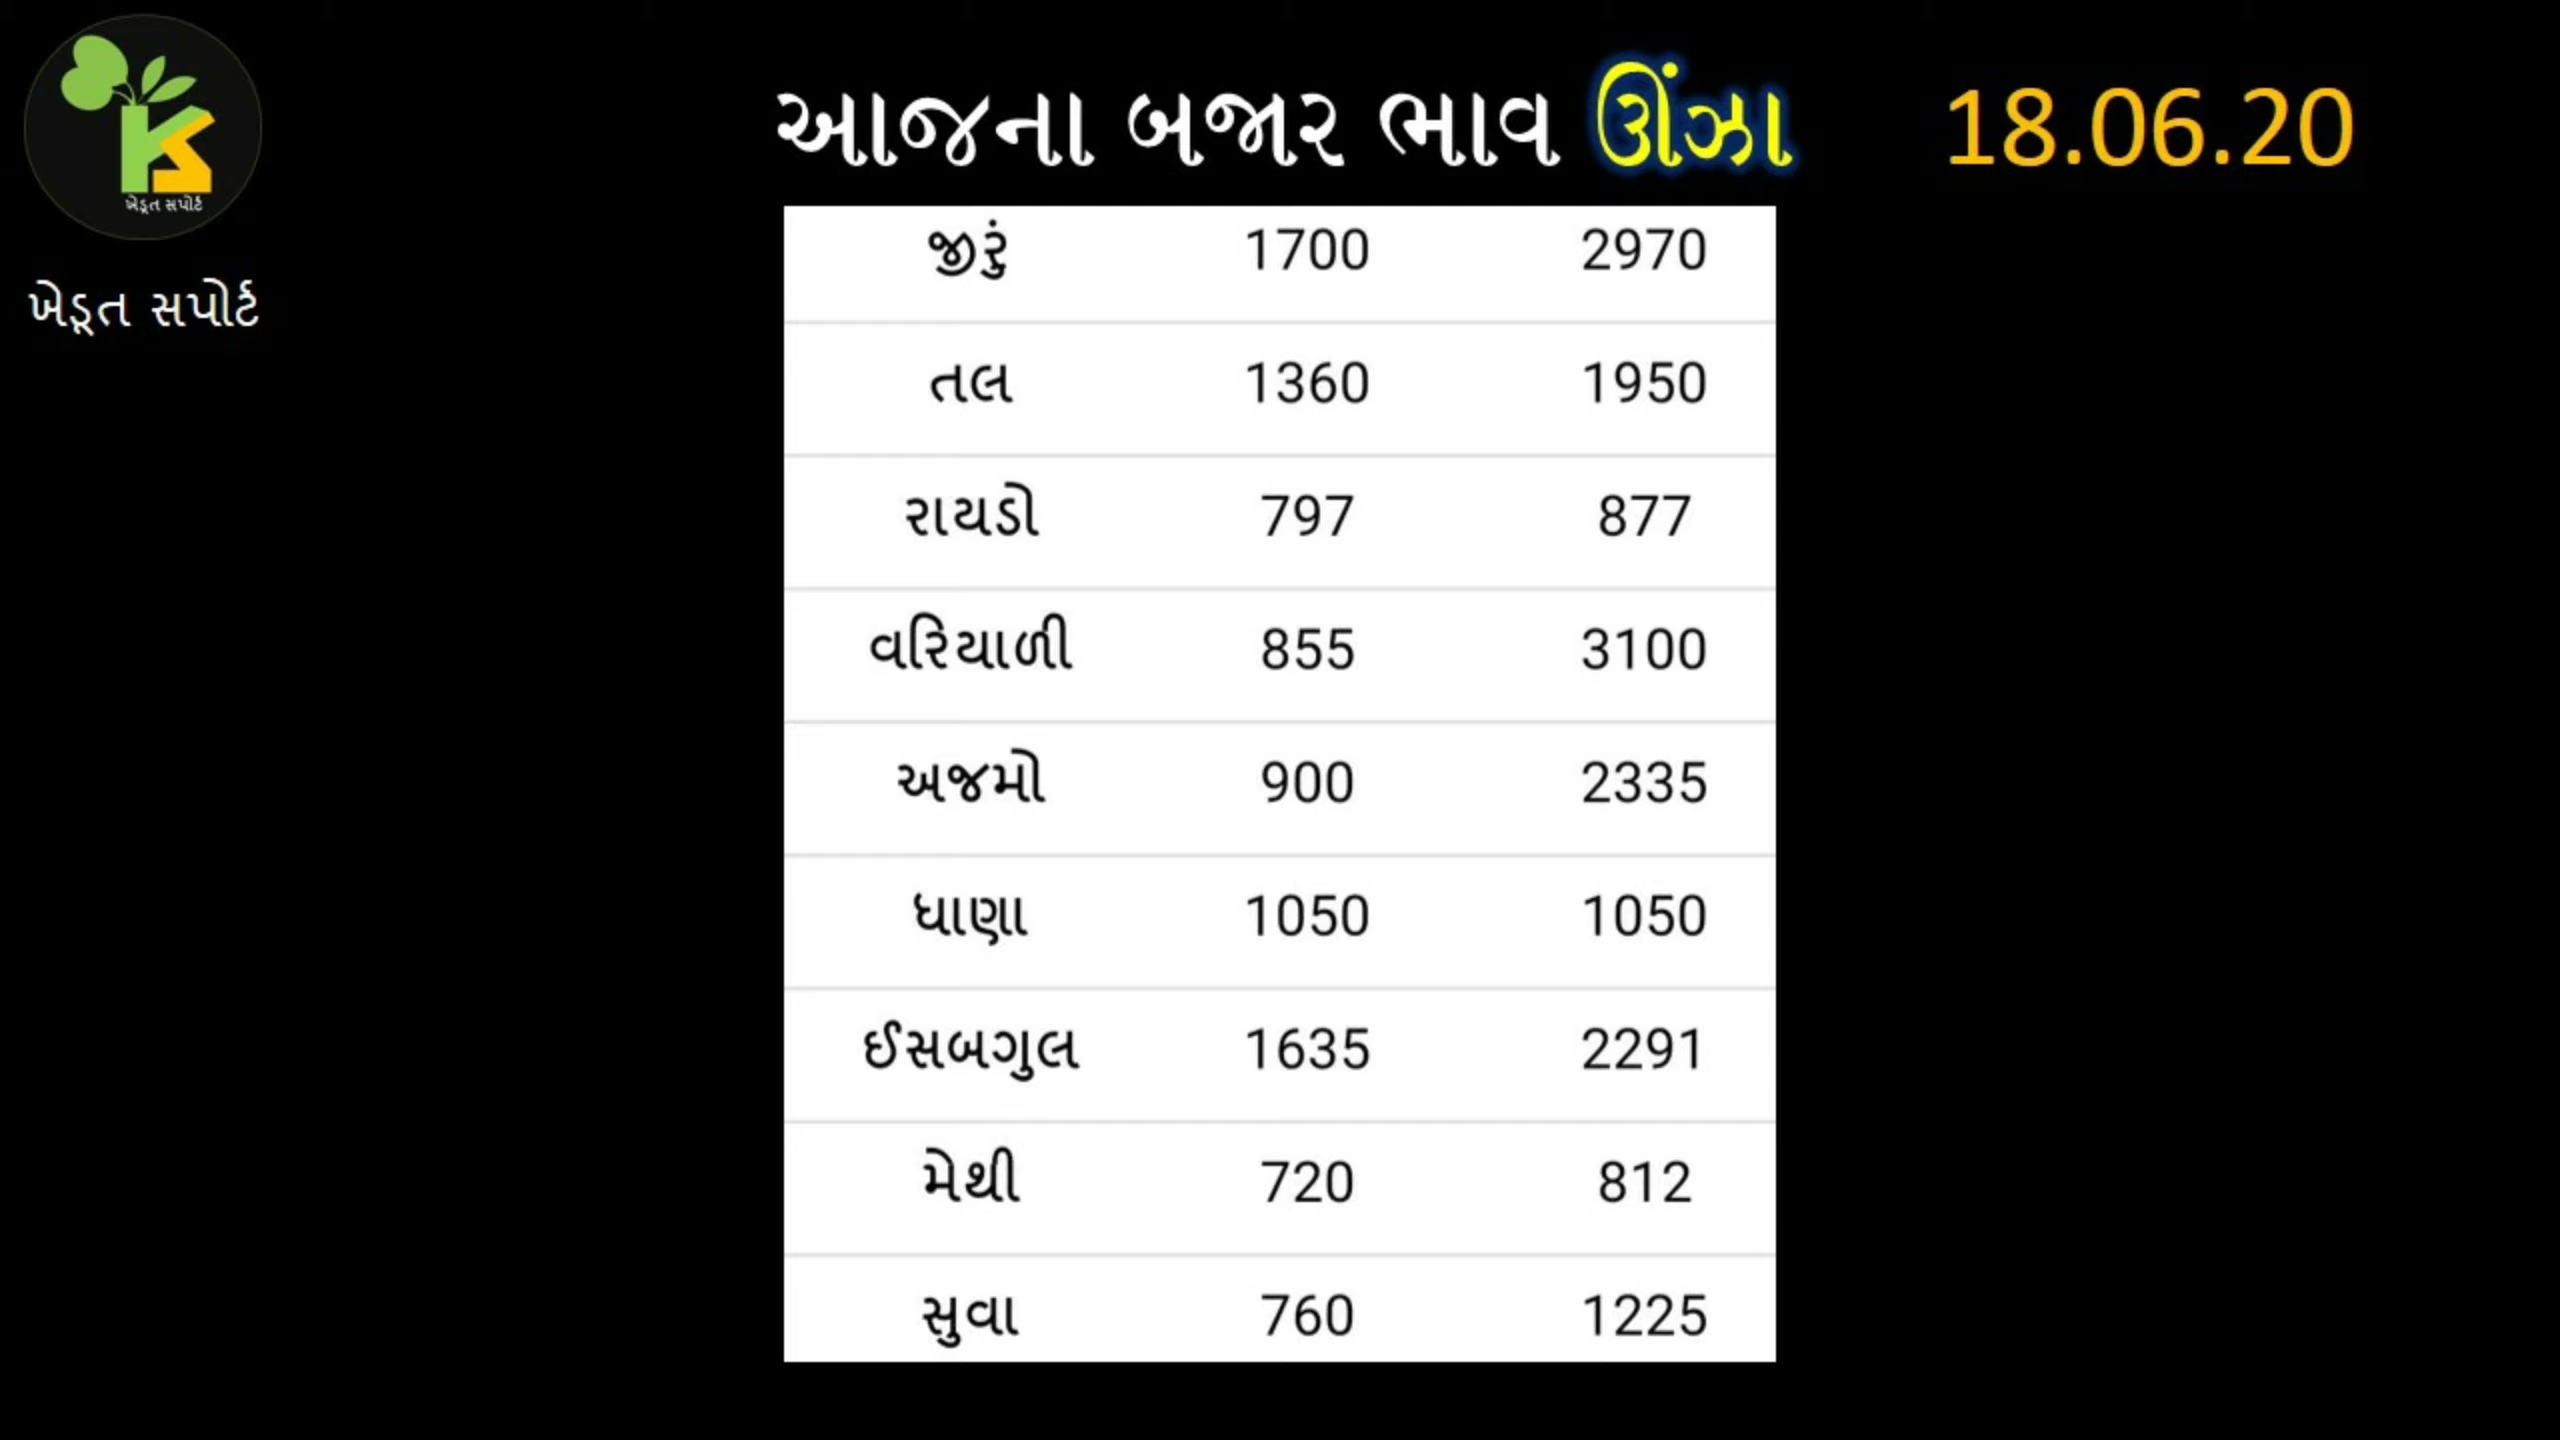 આજના બજાર ભાવ ઊંઝા 18.06.20
ખેડૂત સપોર્ટ
ખેડૂત સપોર્ટ
જીરું 1700 2970
તલ 1360 1950
રાયડો 797 877
વરિયાળી 855 3100
અજમો 900 2335
ધાણા 1050 1050
ઈસબગુલ 1635 2291
મેથી 720 812
સુવા 760 1225